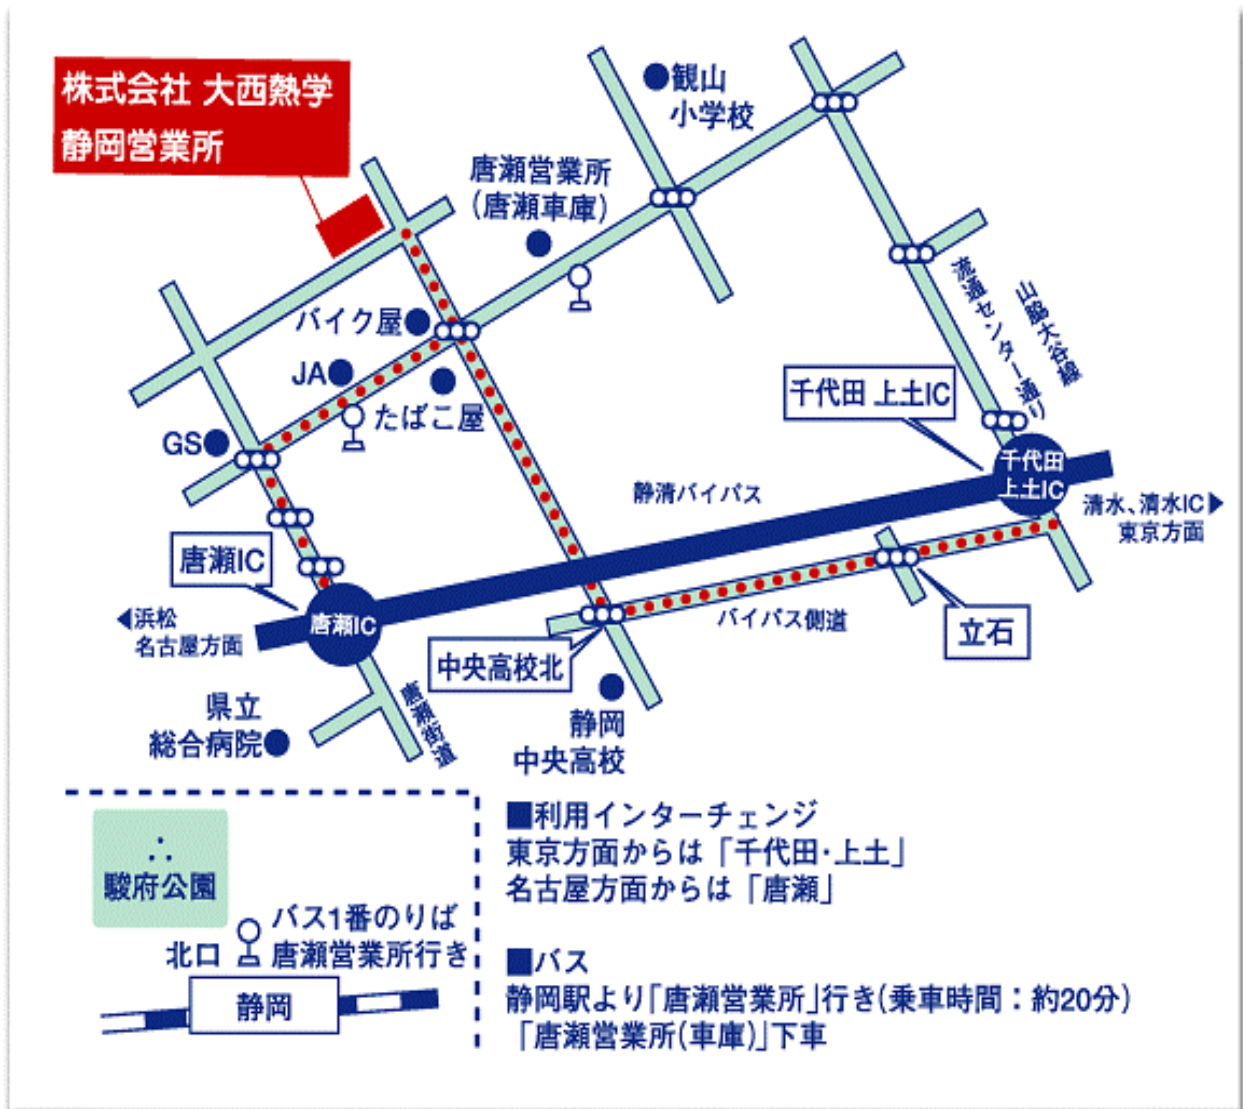 株式会社 大西熱学
静岡営業所
観山
小学校
唐瀬営業所
(唐瀬車庫)
バイク屋
JA
たばこ屋
GS
流通センター通り
山脇大谷線
千代田 上土IC
千代田
上土IC
静清バイパス
清水、清水IC▶
東京方面
唐瀬IC
唐瀬IC
◀浜松
名古屋方面
バイパス側道
立石
中央高校北
静岡
中央高校
唐瀬街道
県立
総合病院
駿府公園
バス1番のりば
唐瀬営業所行き
北口
静岡
■利用インターチェンジ
東京方面からは「千代田・上土」
名古屋方面からは「唐瀬」
■バス
静岡駅より「唐瀬営業所」行き(乗車時間：約20分)
「唐瀬営業所(車庫)」下車